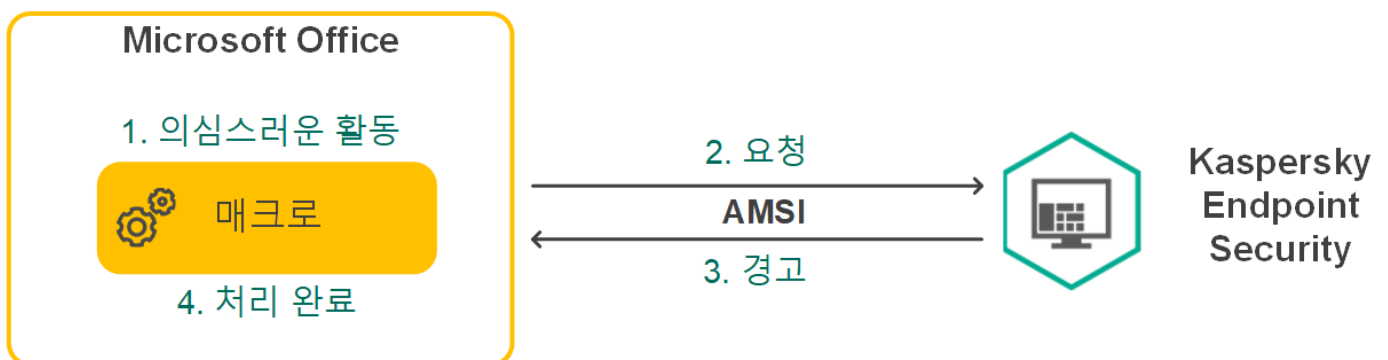 Microsoft Office
1. 의심스러운 활동
매크로
4. 처리 완료
2. 요청
AMSI
3. 경고
Kaspersky
Endpoint
Security